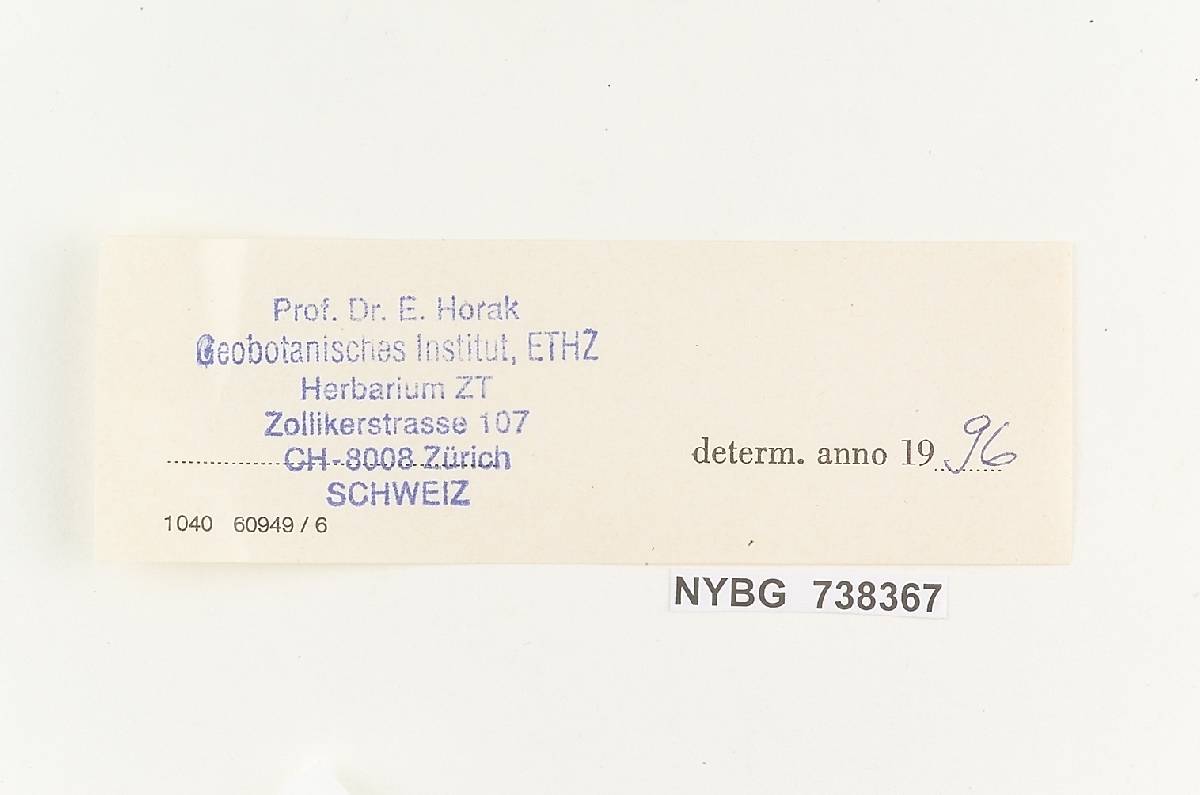 Prof. Dr. E. Horak
Geobotanisches Institut, ETHZ
Herbarium ZT
Zollikerstrasse 107
CH-8008 Zürich
SCHWEIZ
determ. anno 1996
1040 60949 / 6
NYBG 738367